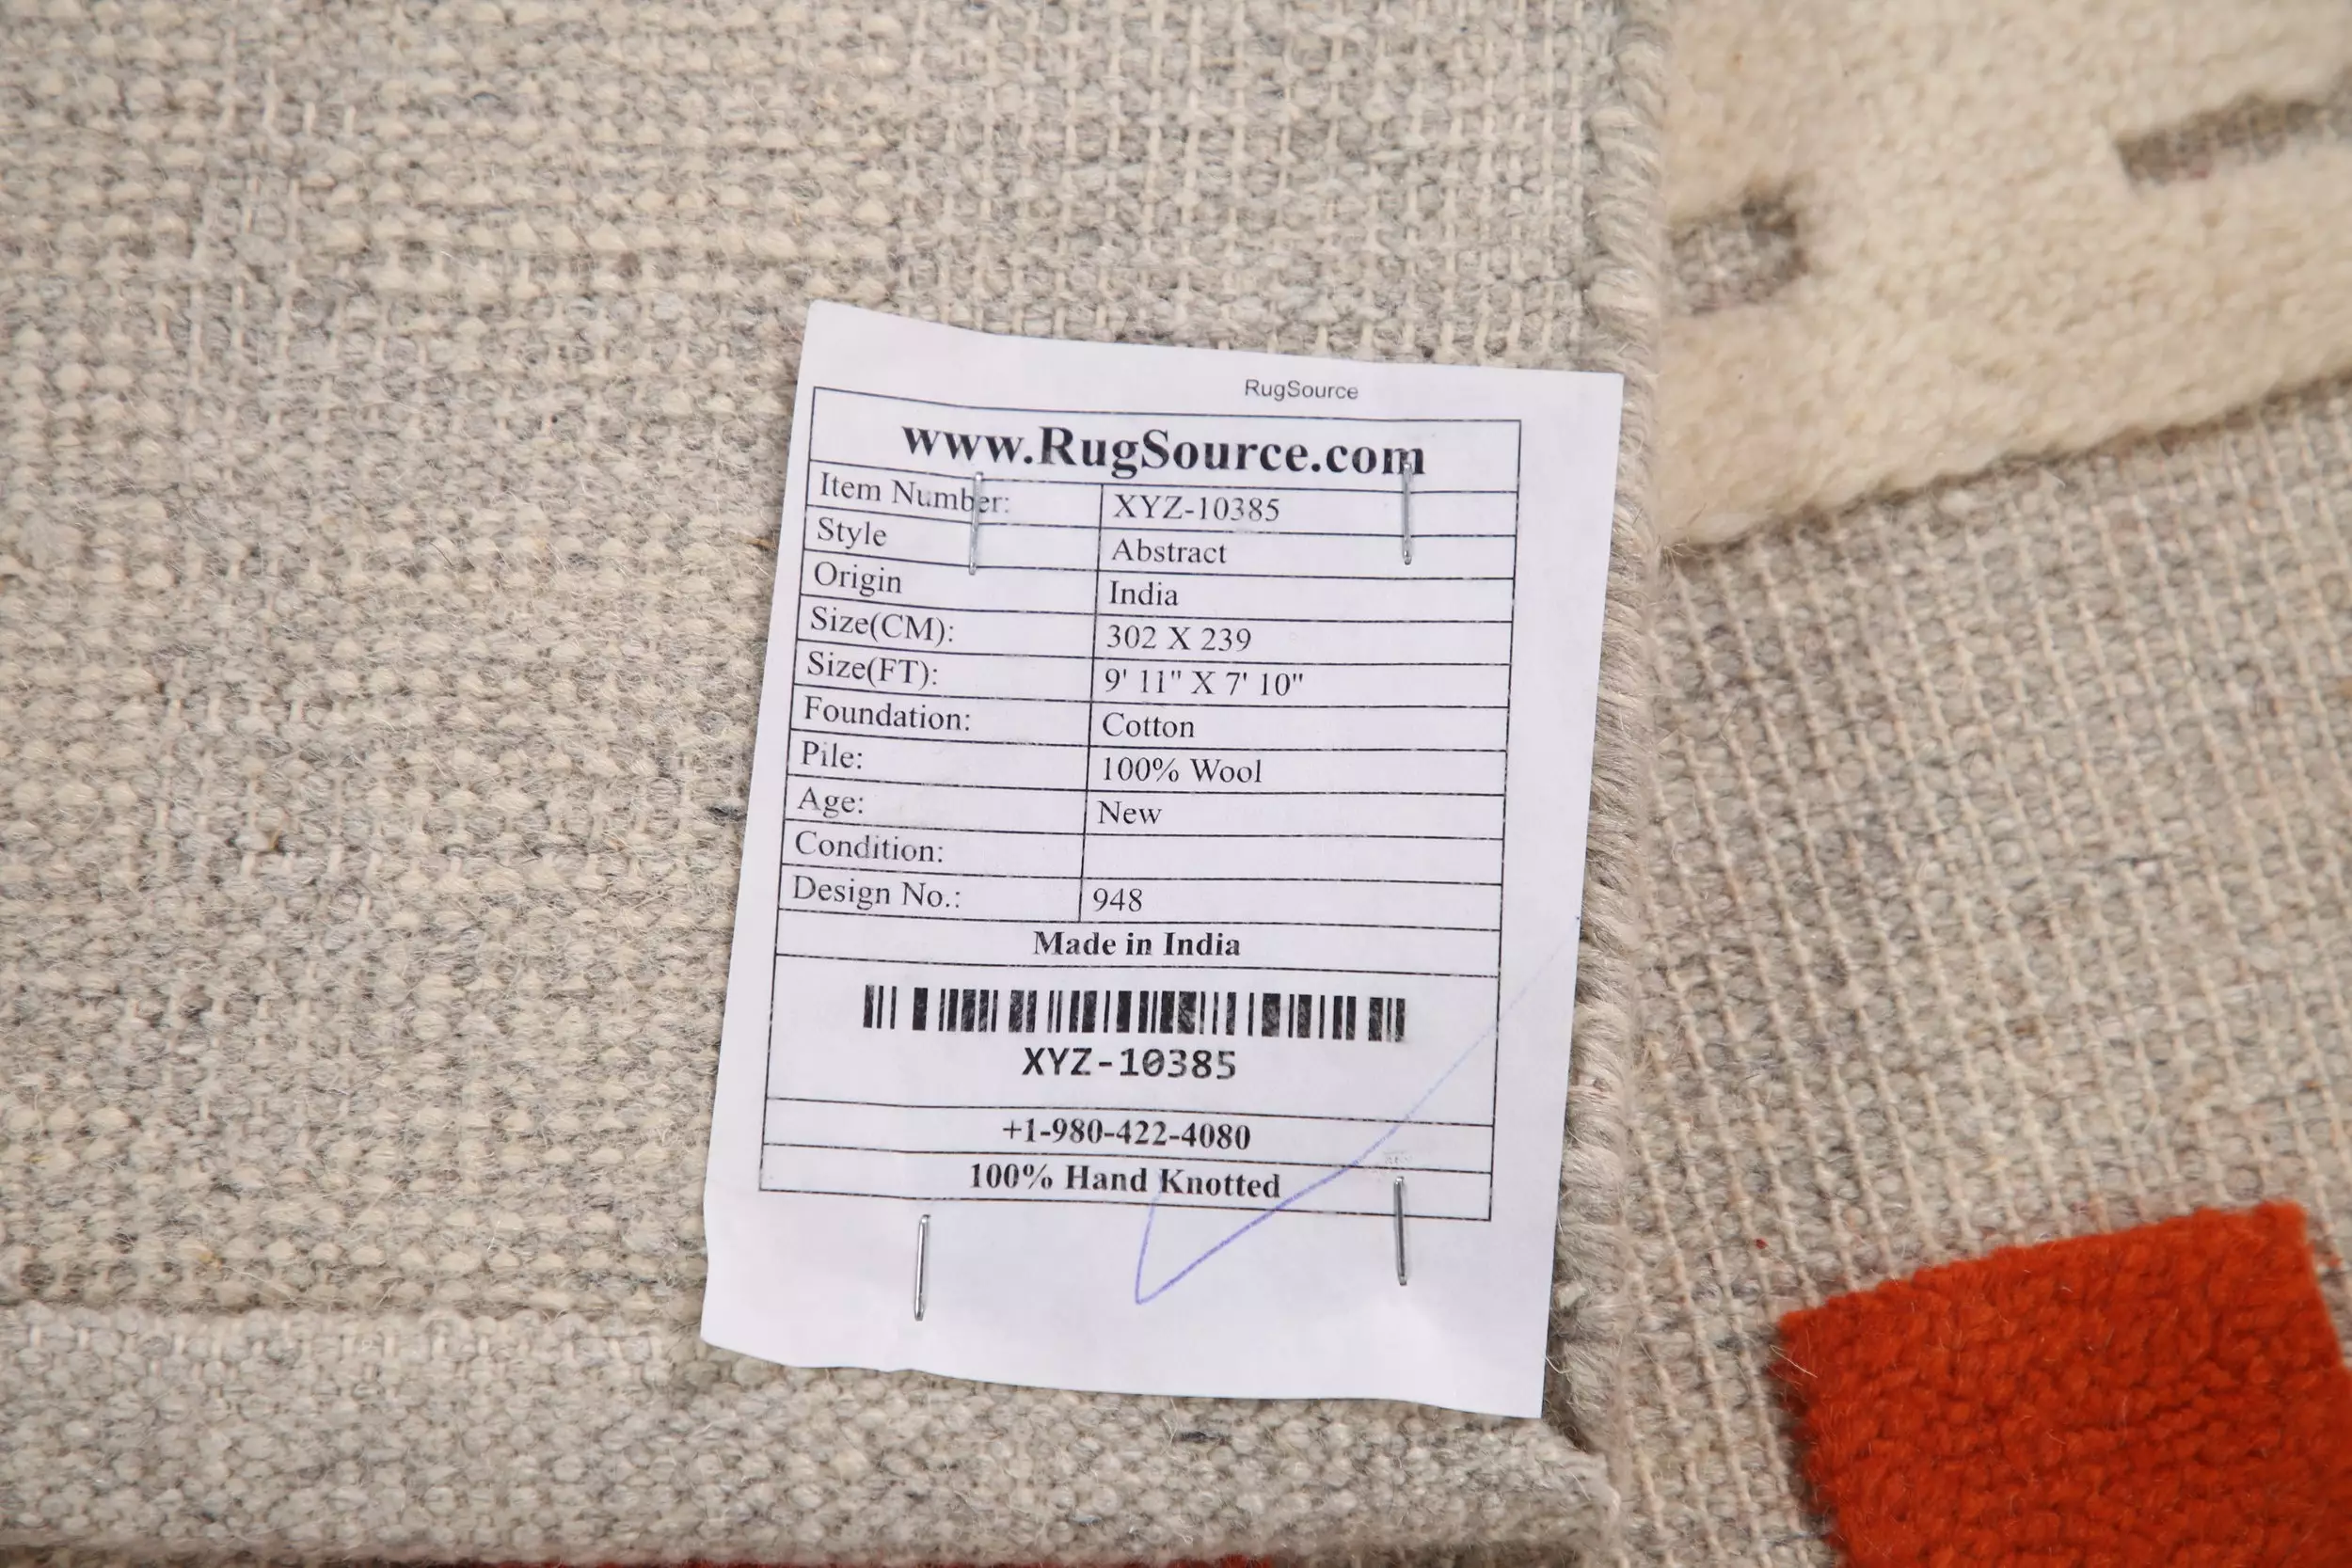 RugSource
www.RugSource.com
Item Number: XYZ-10385
Style Abstract
Origin India
Size(CM): 302 X 239
Size(FT): 9' 11" X 7' 10"
Foundation: Cotton
Pile: 100% Wool
Age: New
Condition:
Design No.: 948
Made in India
XYZ-10385
+1-980-422-4080
100% Hand Knotted